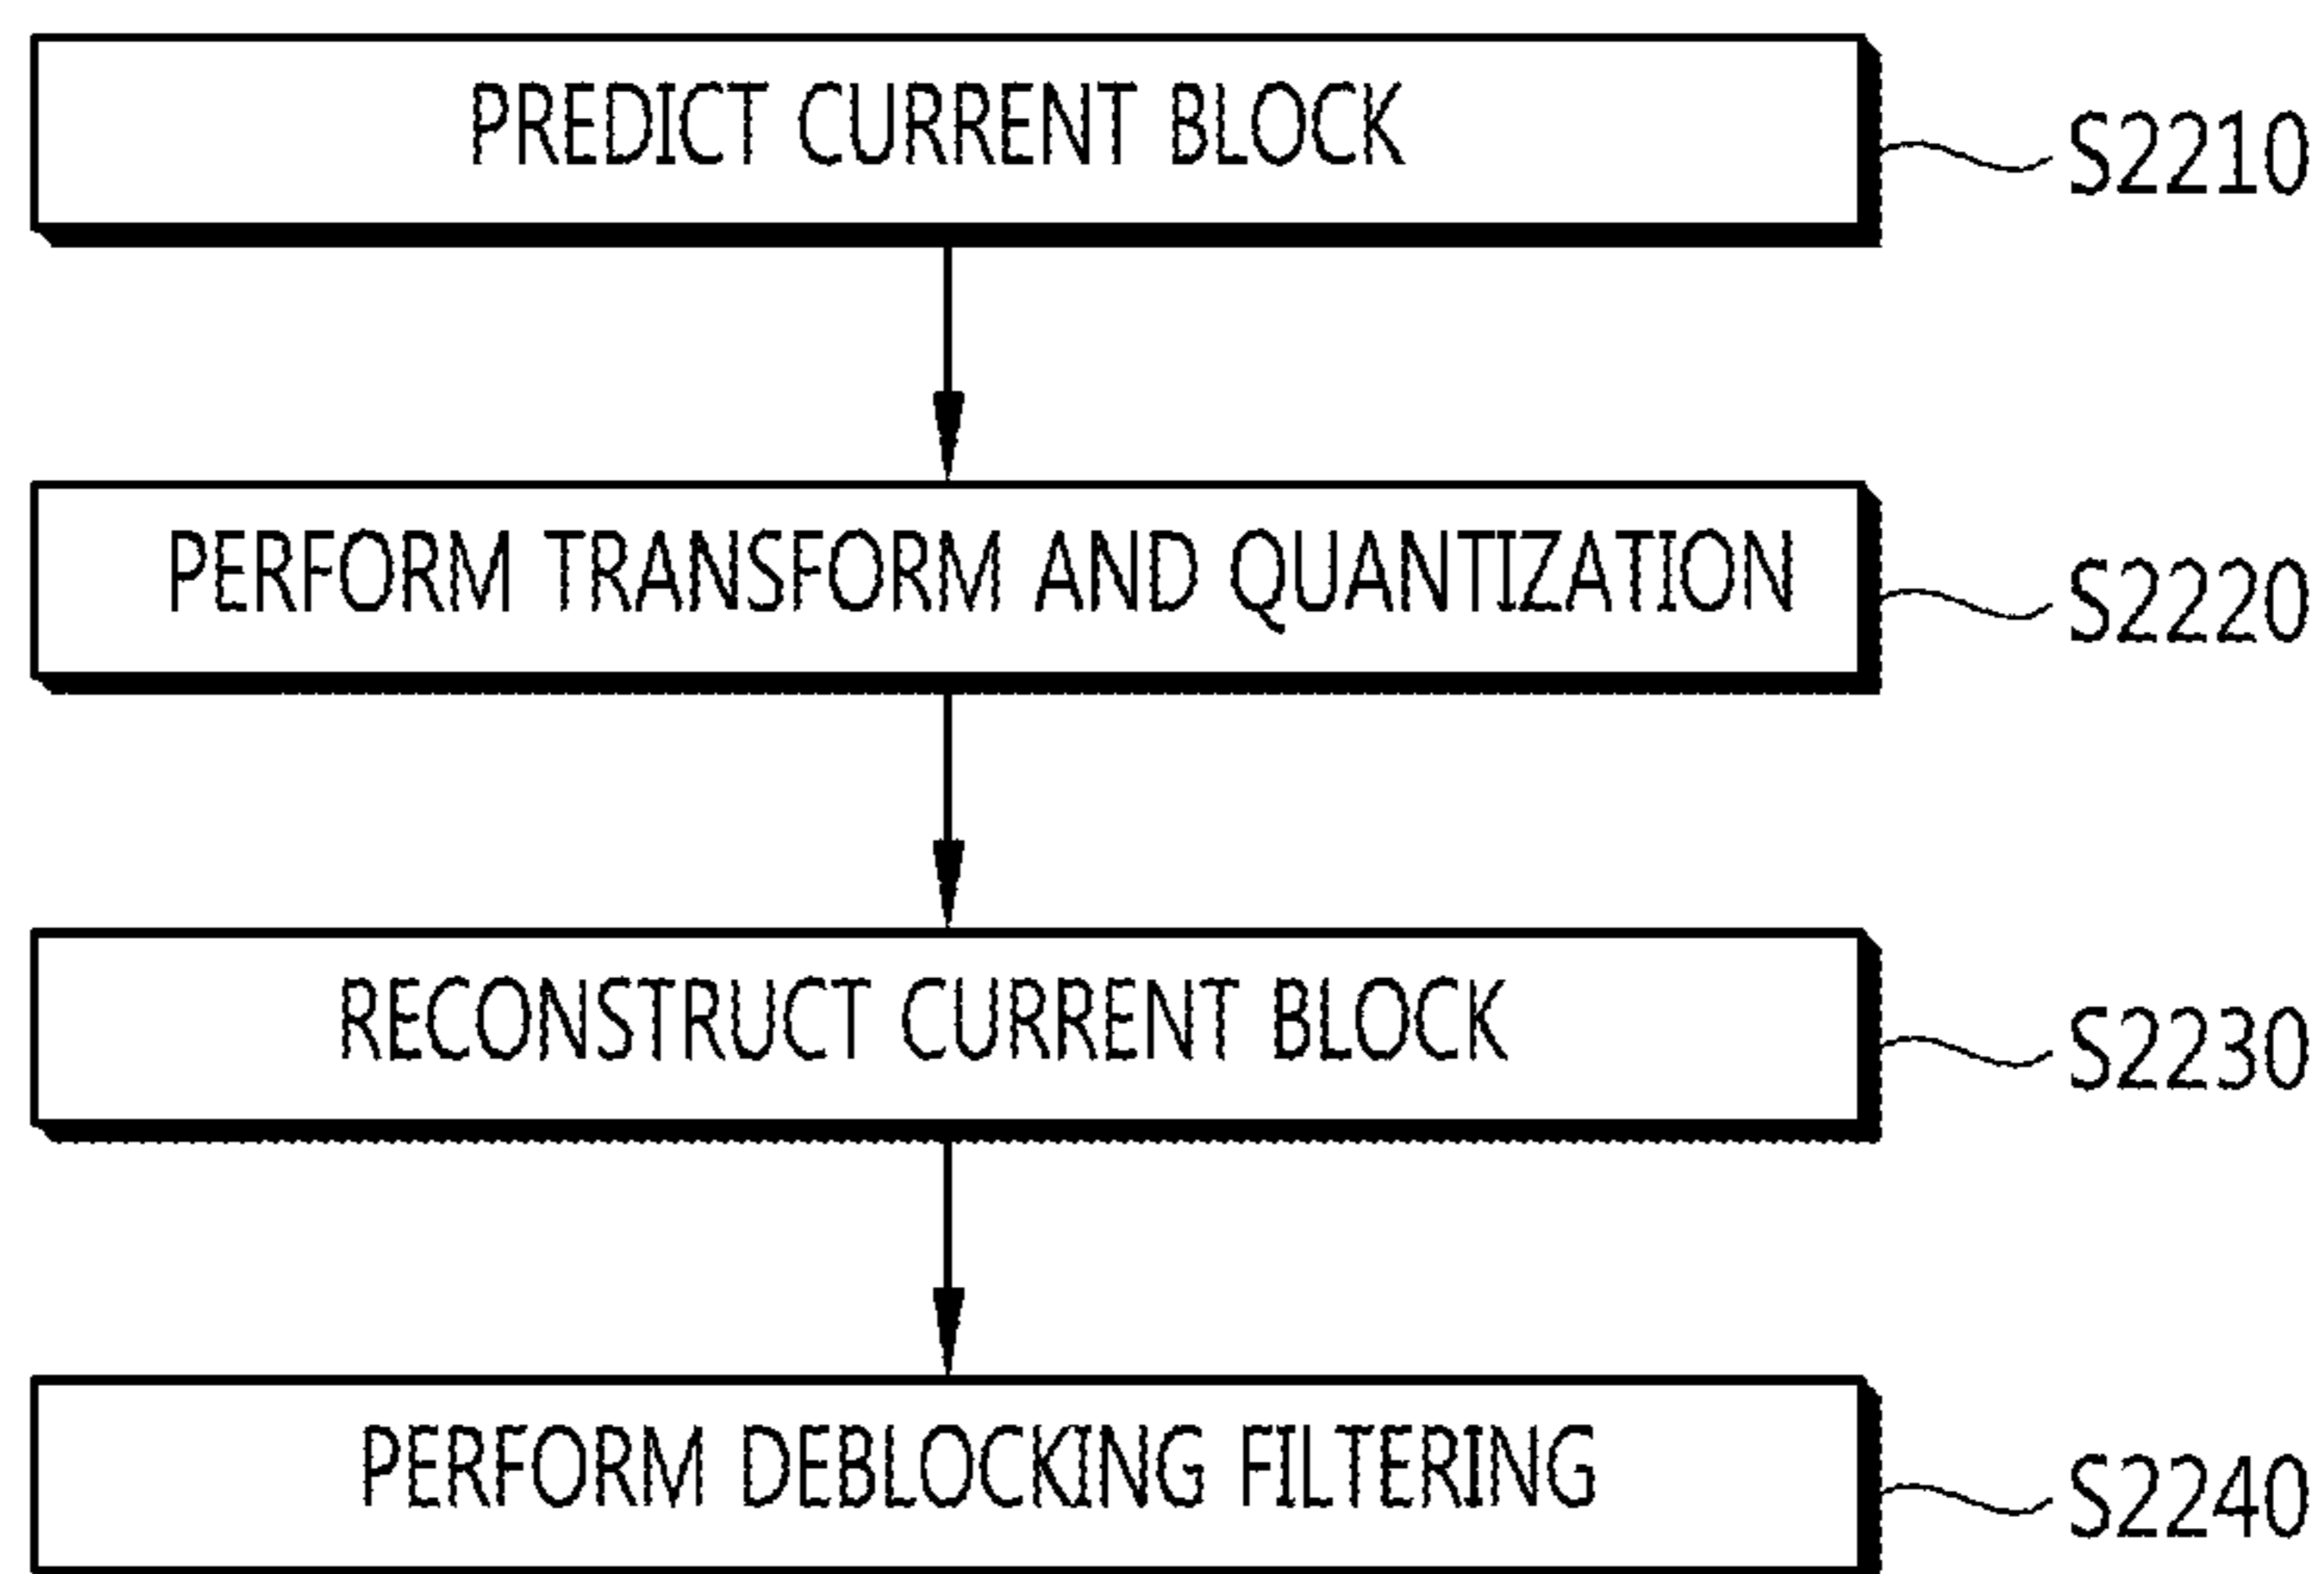 PREDICT CURRENT BLOCK
S2210
PERFORM TRANSFORM AND QUANTIZATION
S2220
RECONSTRUCT CURRENT BLOCK
S2230
PERFORM DEBLOCKING FILTERING
S2240